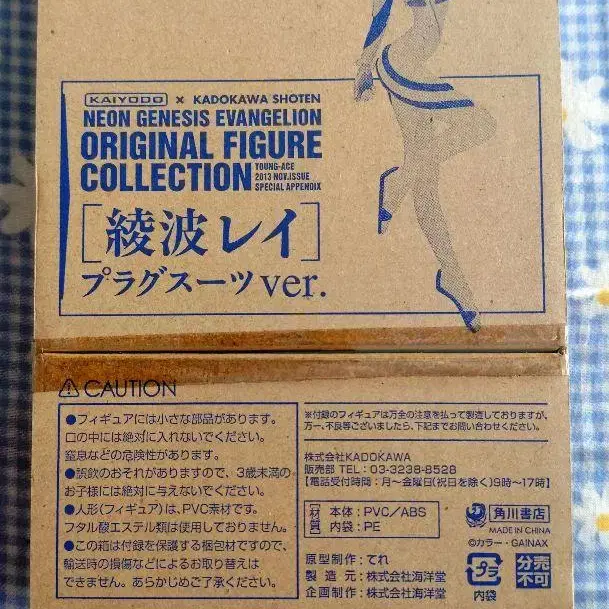 KAIYODO × KADOKAWA SHOTEN
NEON GENESIS EVANGELION
ORIGINAL FIGURE
COLLECTION
YOUNG-ACE
2013 NOV.ISSUE
SPECIAL APPENDIX
[綾波レイ]
プラグスーツver.
⚠CAUTION
●フィギュアには小さな部品があります。
口の中には絶対に入れないでください。
窒息などの危険性があります。
●誤飲のおそれがありますので、3歳未満の
お子様には絶対に与えないでください。
●人形(フィギュア)は、PVC素材です。
フタル酸エステル類は使用しておりません。
●この箱は付録を保護する梱包材ですので、
輸送時の損傷などによるお取り替えは
できません。あらかじめご了承ください。
※付録のフィギュアは万全の注意を払って製造しておりますが、
万一、不良等ございましたら、下記までお問い合わせください。
株式会社KADOKAWA
販売部 TEL:03-3238-8528
【電話受付時間:月~金曜日(祝日を除く)9時~17時】
材質 本体:PVC/ABS
内袋:PE
角川書店
MADE IN CHINA
©カラー・GAINAX
原型制作:てれ
製造元:株式会社海洋堂
企画制作:株式会社海洋堂
プラ
内袋
分売
不可